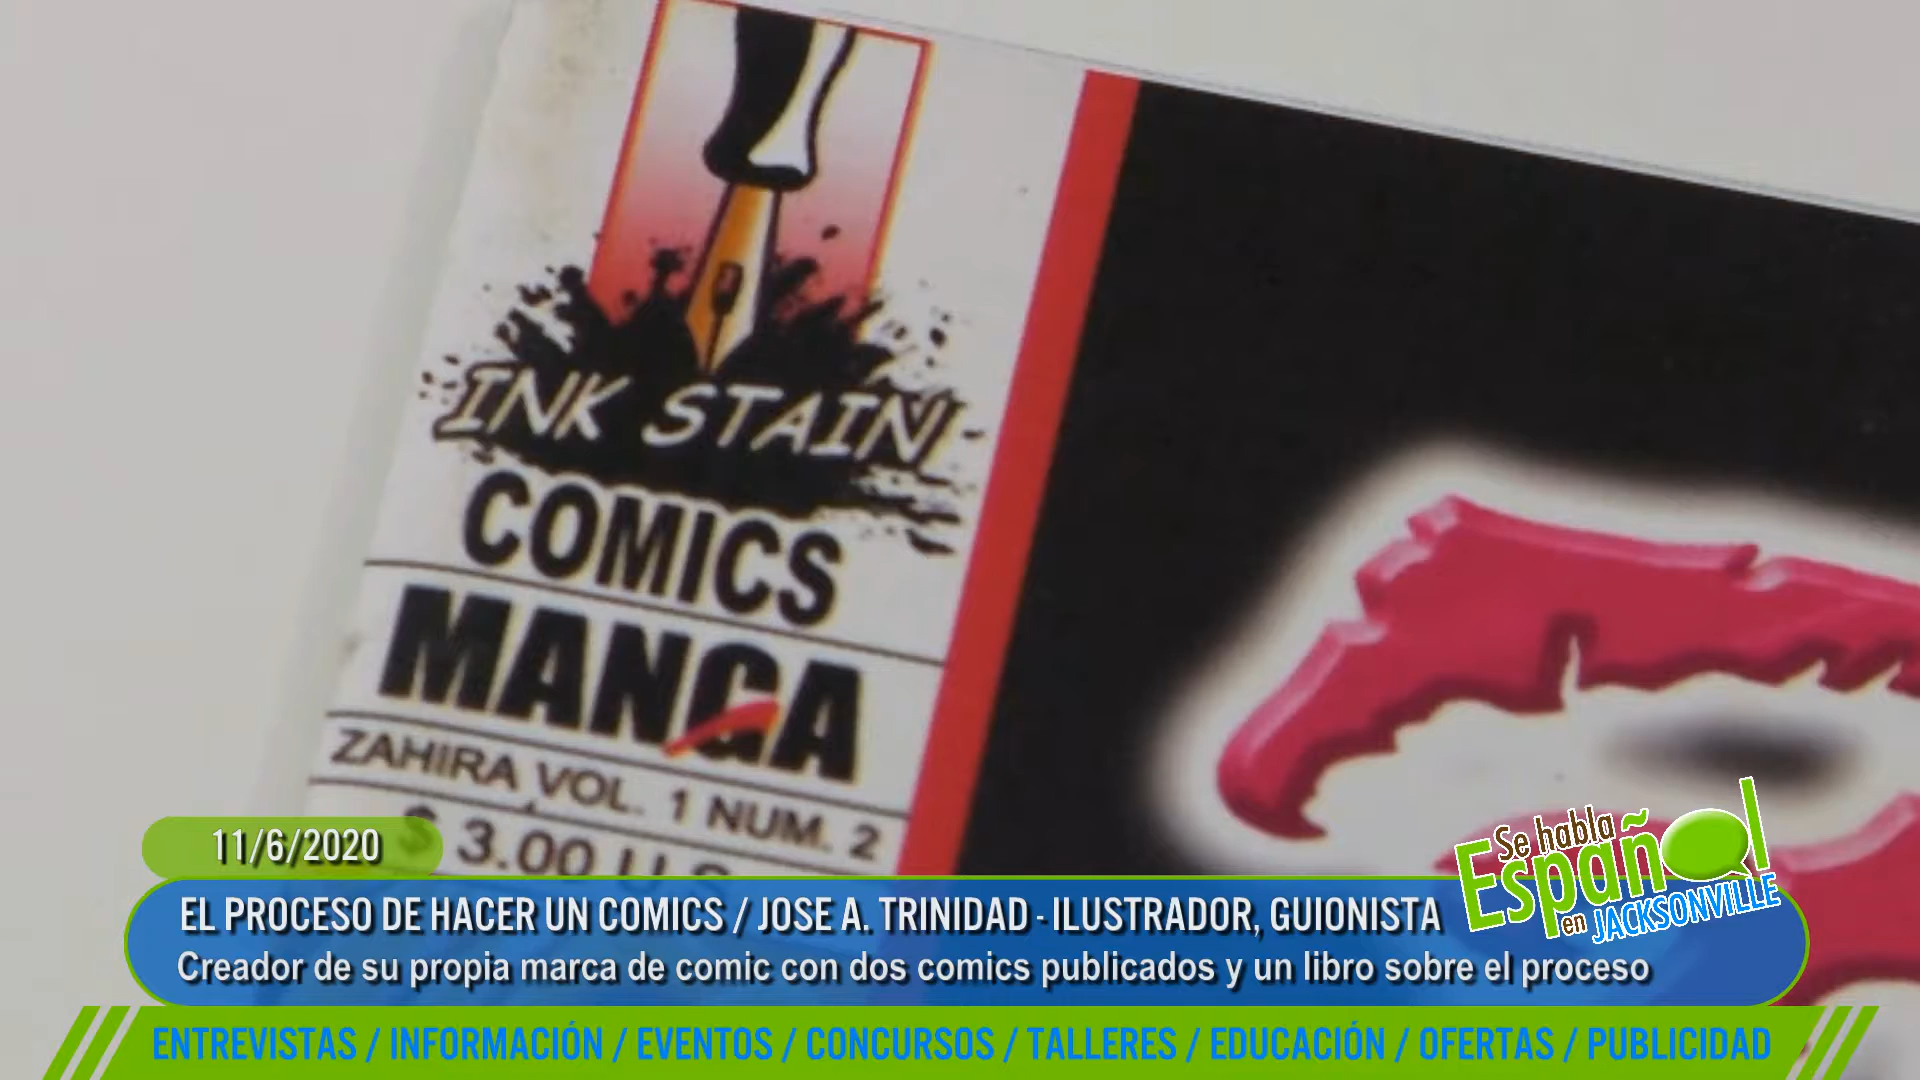 INK STAIN
COMICS
MANGA
ZAHIRA VOL. 1 NUM. 2
$ 3.00 U.S.
11/6/2020
EL PROCESO DE HACER UN COMICS / JOSE A. TRINIDAD - ILUSTRADOR, GUIONISTA
Creador de su propia marca de comic con dos comics publicados y un libro sobre el proceso
Se habla
Español
en JACKSONVILLE
ENTREVISTAS / INFORMACIÓN / EVENTOS / CONCURSOS / TALLERES / EDUCACIÓN / OFERTAS / PUBLICIDAD